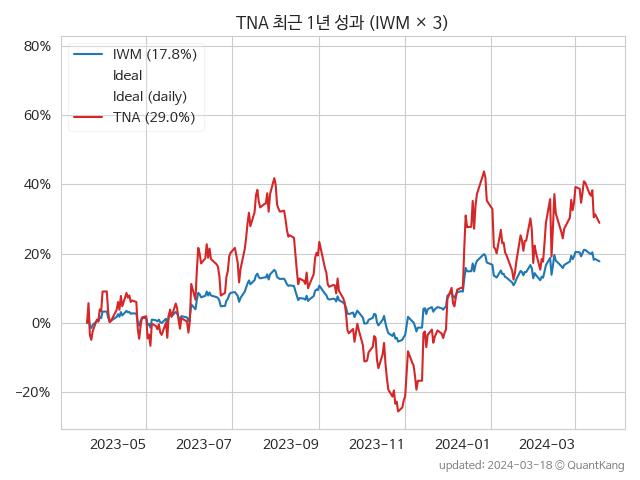 TNA 최근 1년 성과 (IWM × 3)
80%
60%
40%
20%
0%
−20%
IWM (17.8%)
Ideal
Ideal (daily)
TNA (29.0%)
2023−05 2023−07 2023−09 2023−11 2024−01 2024−03
updated: 2024-03-18 © QuantKang